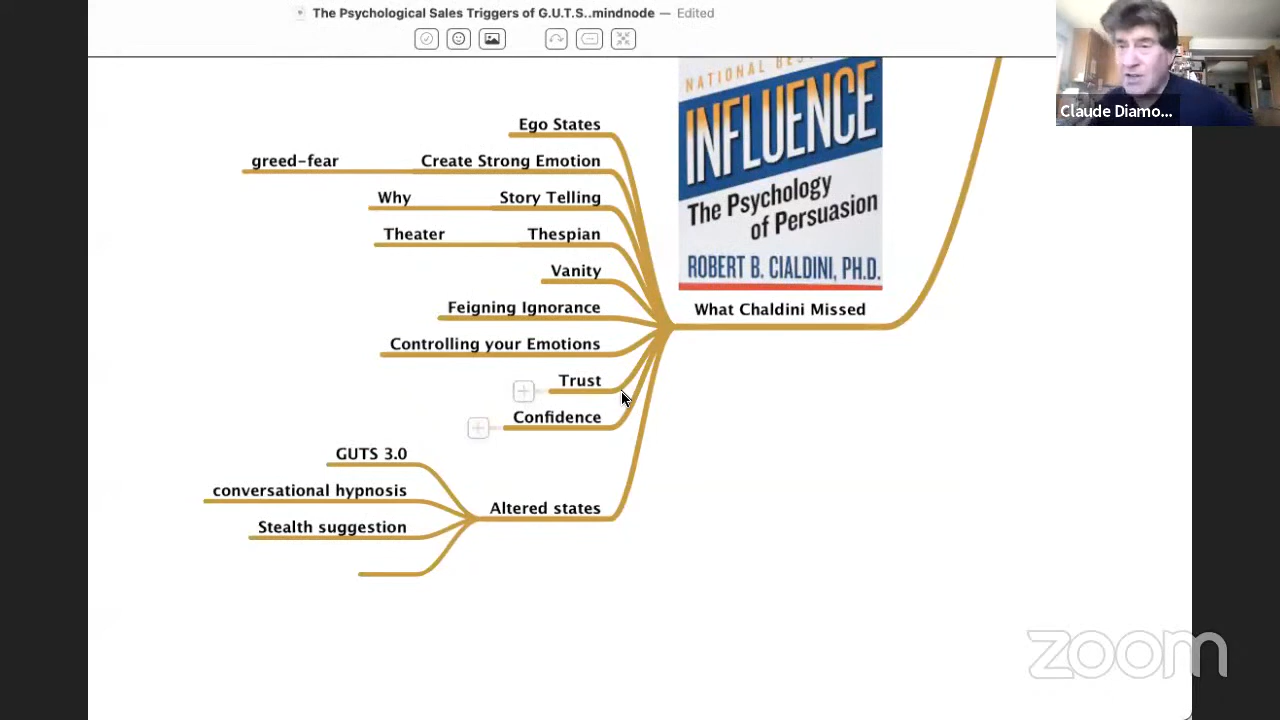 The Psychological Sales Triggers of G.U.T.S..mindnode — Edited
Claude Diamo...
NATIONAL
INFLUENCE
The Psychology
of Persuasion
ROBERT B. CIALDINI, PH.D.
What Chaldini Missed
Ego States
greed-fear Create Strong Emotion
Why Story Telling
Theater Thespian
Vanity
Feigning Ignorance
Controlling your Emotions
Trust
Confidence
GUTS 3.0
conversational hypnosis
Altered states
Stealth suggestion
zoom